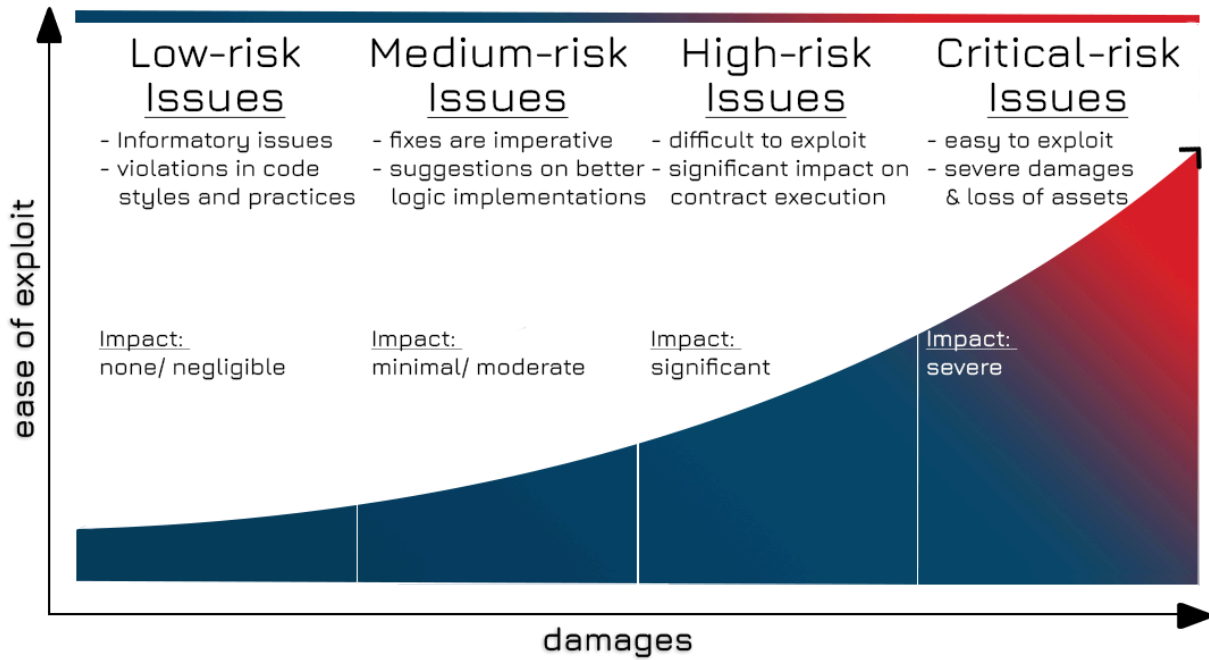 Low-risk
Issues
- Informatory issues
- violations in code
styles and practices
Impact:
none/ negligible
Medium-risk
Issues
- fixes are imperative
- suggestions on better
logic implementations
Impact:
minimal/ moderate
High-risk
Issues
- difficult to exploit
- significant impact on
contract execution
Impact:
significant
Critical-risk
Issues
- easy to exploit
- severe damages
& loss of assets
Impact:
severe
ease of exploit
damages